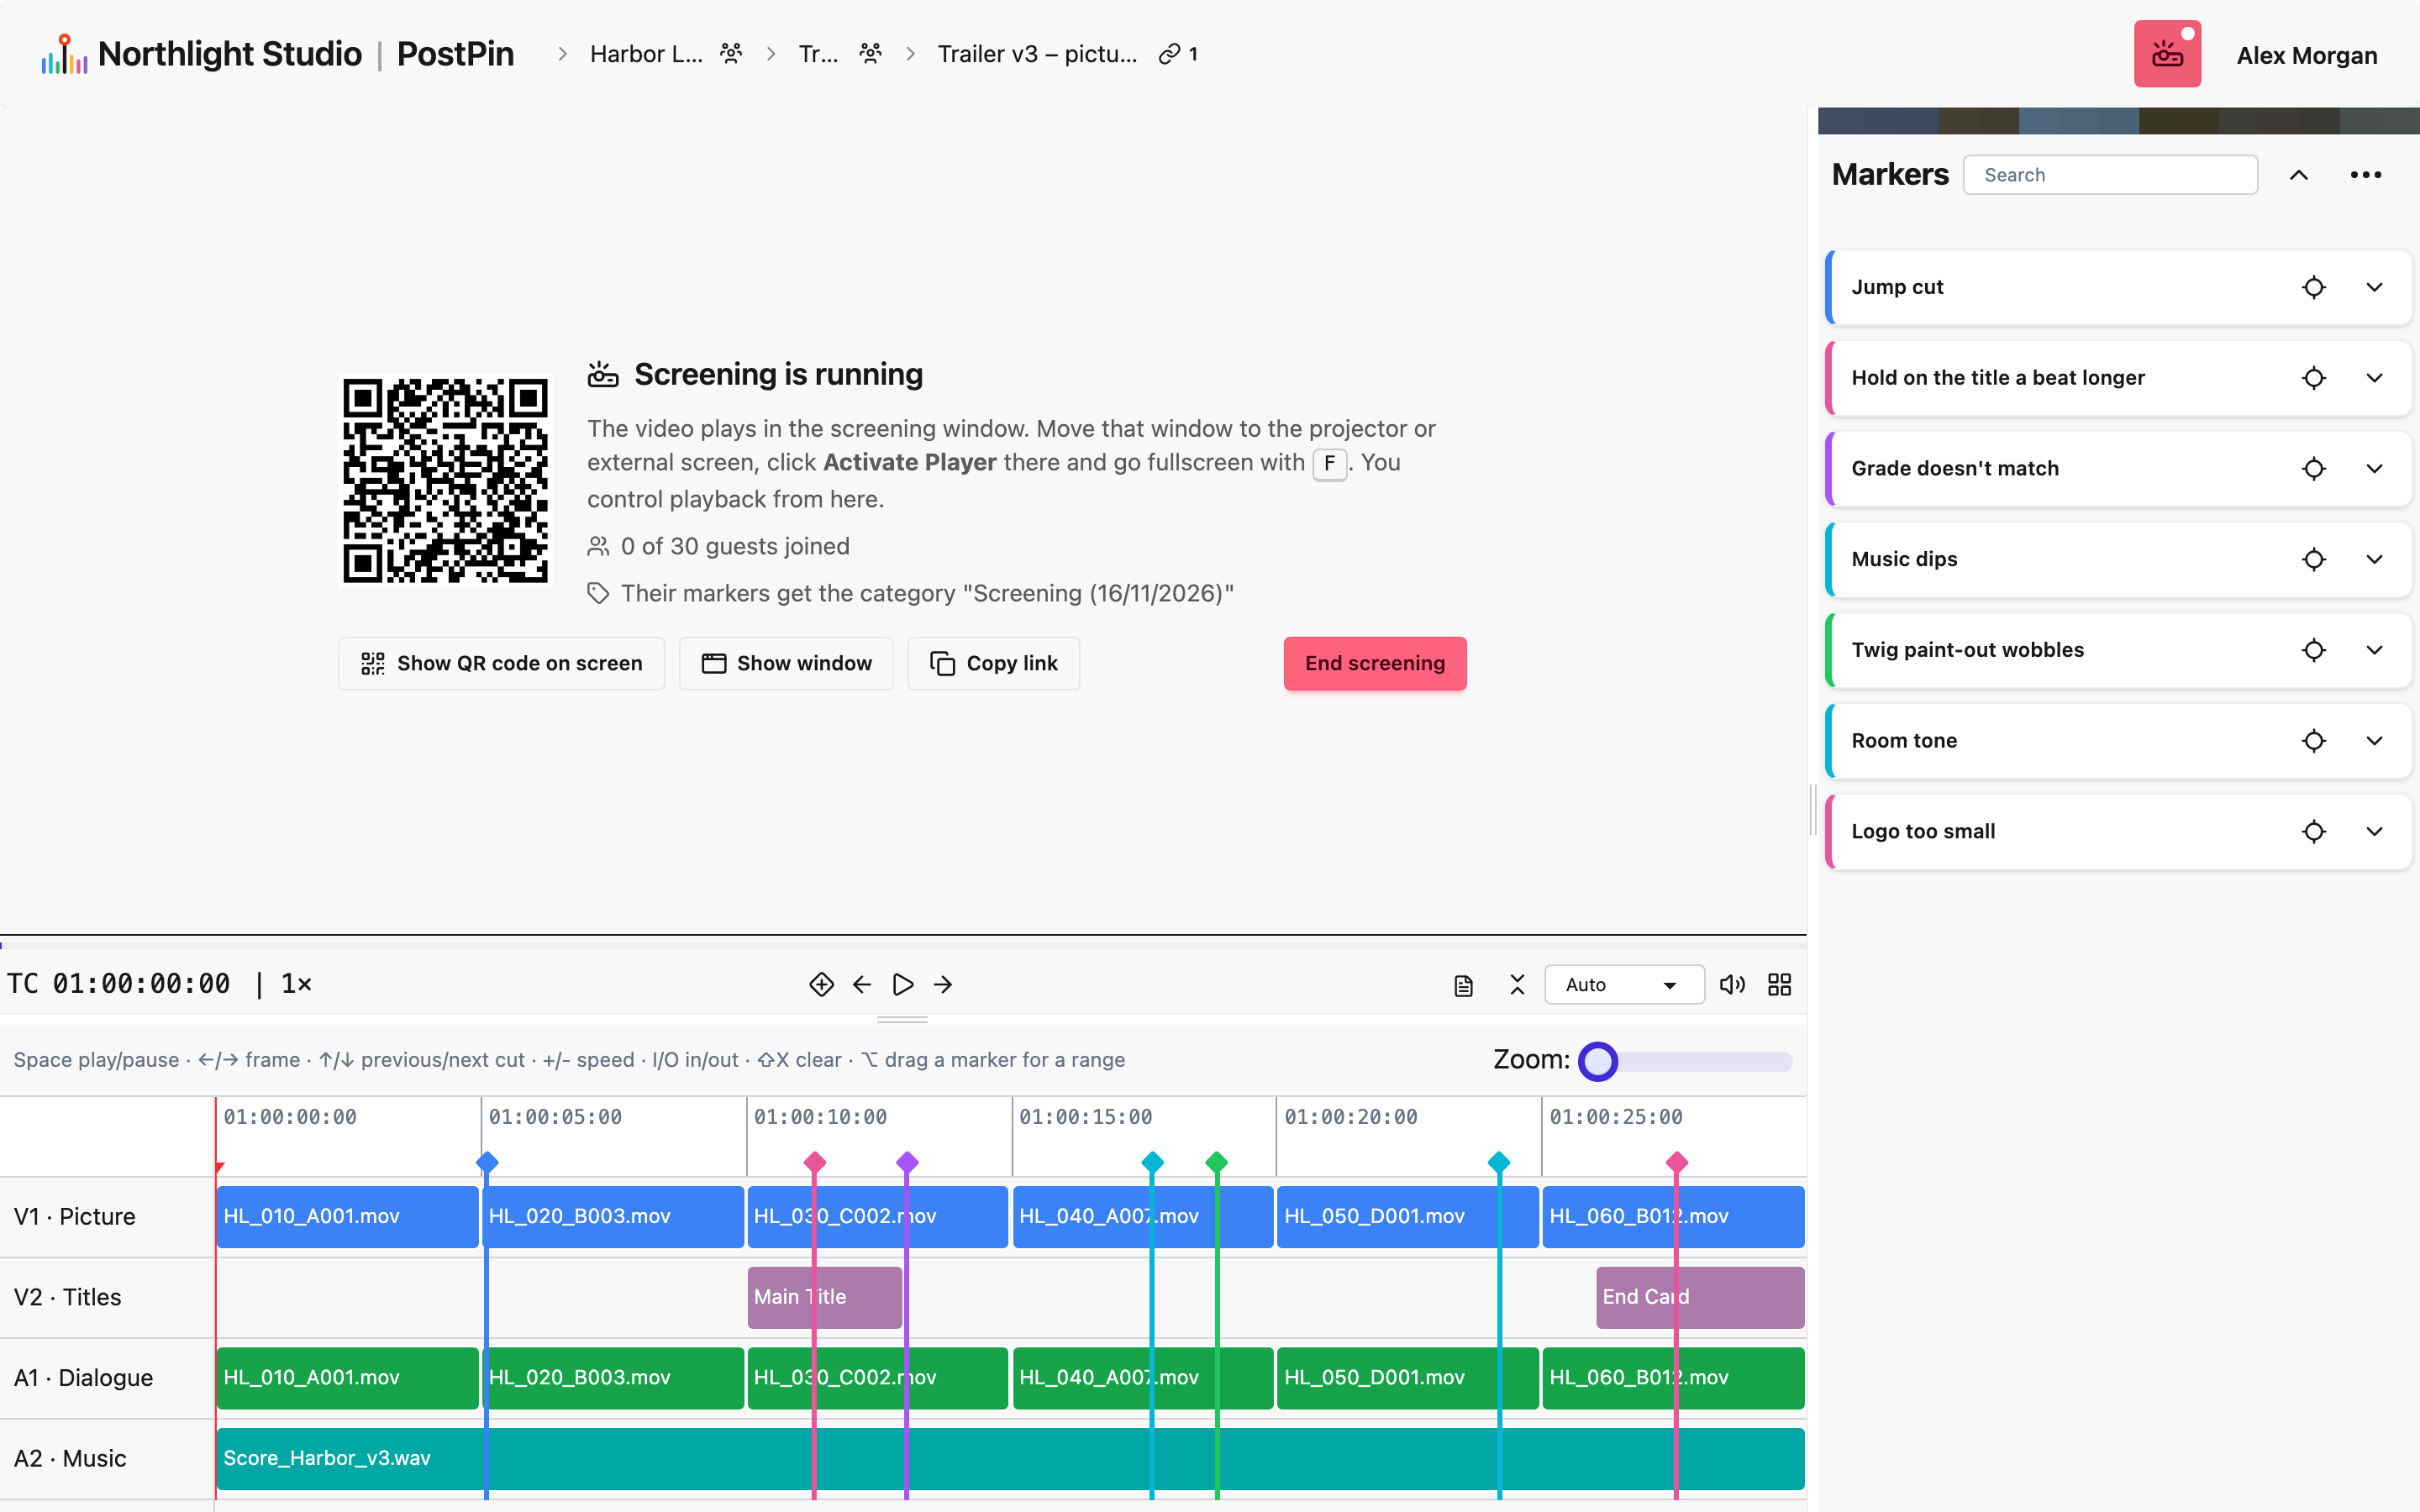 Northlight Studio | PostPin
Harbor L...
Tr...
Trailer v3 – pictu...
1
Alex Morgan
Screening is running
The video plays in the screening window. Move that window to the projector or
external screen, click Activate Player there and go fullscreen with F. You
control playback from here.
0 of 30 guests joined
Their markers get the category "Screening (16/11/2026)"
Show QR code on screen
Show window
Copy link
End screening
Markers
Search
Jump cut
Hold on the title a beat longer
Grade doesn't match
Music dips
Twig paint-out wobbles
Room tone
Logo too small
TC 01:00:00:00 | 1×
Auto
Space play/pause · ←/→ frame · ↑/↓ previous/next cut · +/- speed · I/O in/out · ⇧X clear · ⌥ drag a marker for a range
Zoom:
01:00:00:00
01:00:05:00
01:00:10:00
01:00:15:00
01:00:20:00
01:00:25:00
V1 · Picture
HL_010_A001.mov
HL_020_B003.mov
HL_030_C002.mov
HL_040_A007.mov
HL_050_D001.mov
HL_060_B012.mov
V2 · Titles
Main Title
End Card
A1 · Dialogue
HL_010_A001.mov
HL_020_B003.mov
HL_030_C002.mov
HL_040_A007.mov
HL_050_D001.mov
HL_060_B012.mov
A2 · Music
Score_Harbor_v3.wav